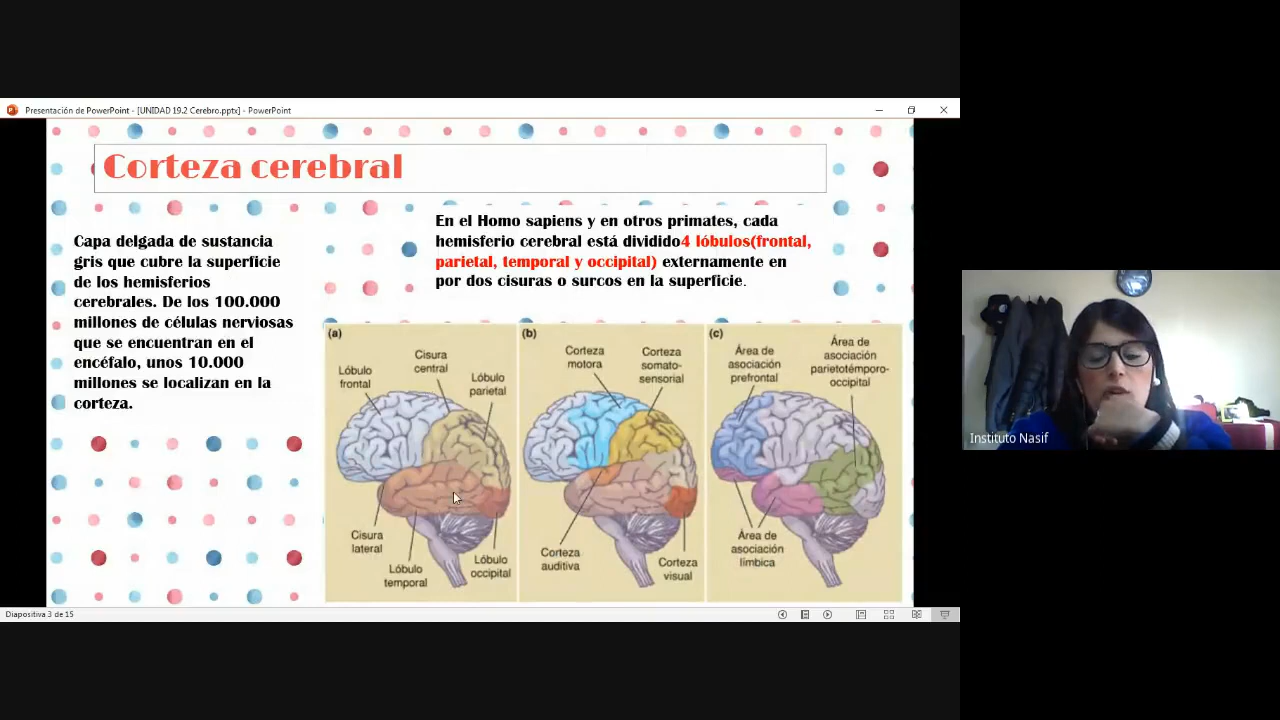 Presentación de PowerPoint - [UNIDAD 19.2 Cerebro.pptx] - PowerPoint
Corteza cerebral
Capa delgada de sustancia
gris que cubre la superficie
de los hemisferios
cerebrales. De los 100.000
millones de células nerviosas
que se encuentran en el
encéfalo, unos 10.000
millones se localizan en la
corteza.
En el Homo sapiens y en otros primates, cada
hemisferio cerebral está dividido4 lóbulos(frontal,
parietal, temporal y occipital) externamente en
por dos cisuras o surcos en la superficie.
(a)
Lóbulo
frontal
Cisura
central
Lóbulo
parietal
Cisura
lateral
Lóbulo
temporal
Lóbulo
occipital
(b)
Corteza
motora
Corteza
somato-
sensorial
Corteza
auditiva
Corteza
visual
(c)
Área de
asociación
prefrontal
Área de
asociación
parietotémporo-
occipital
Área de
asociación
límbica
Diapositiva 3 de 15
Instituto Nasif